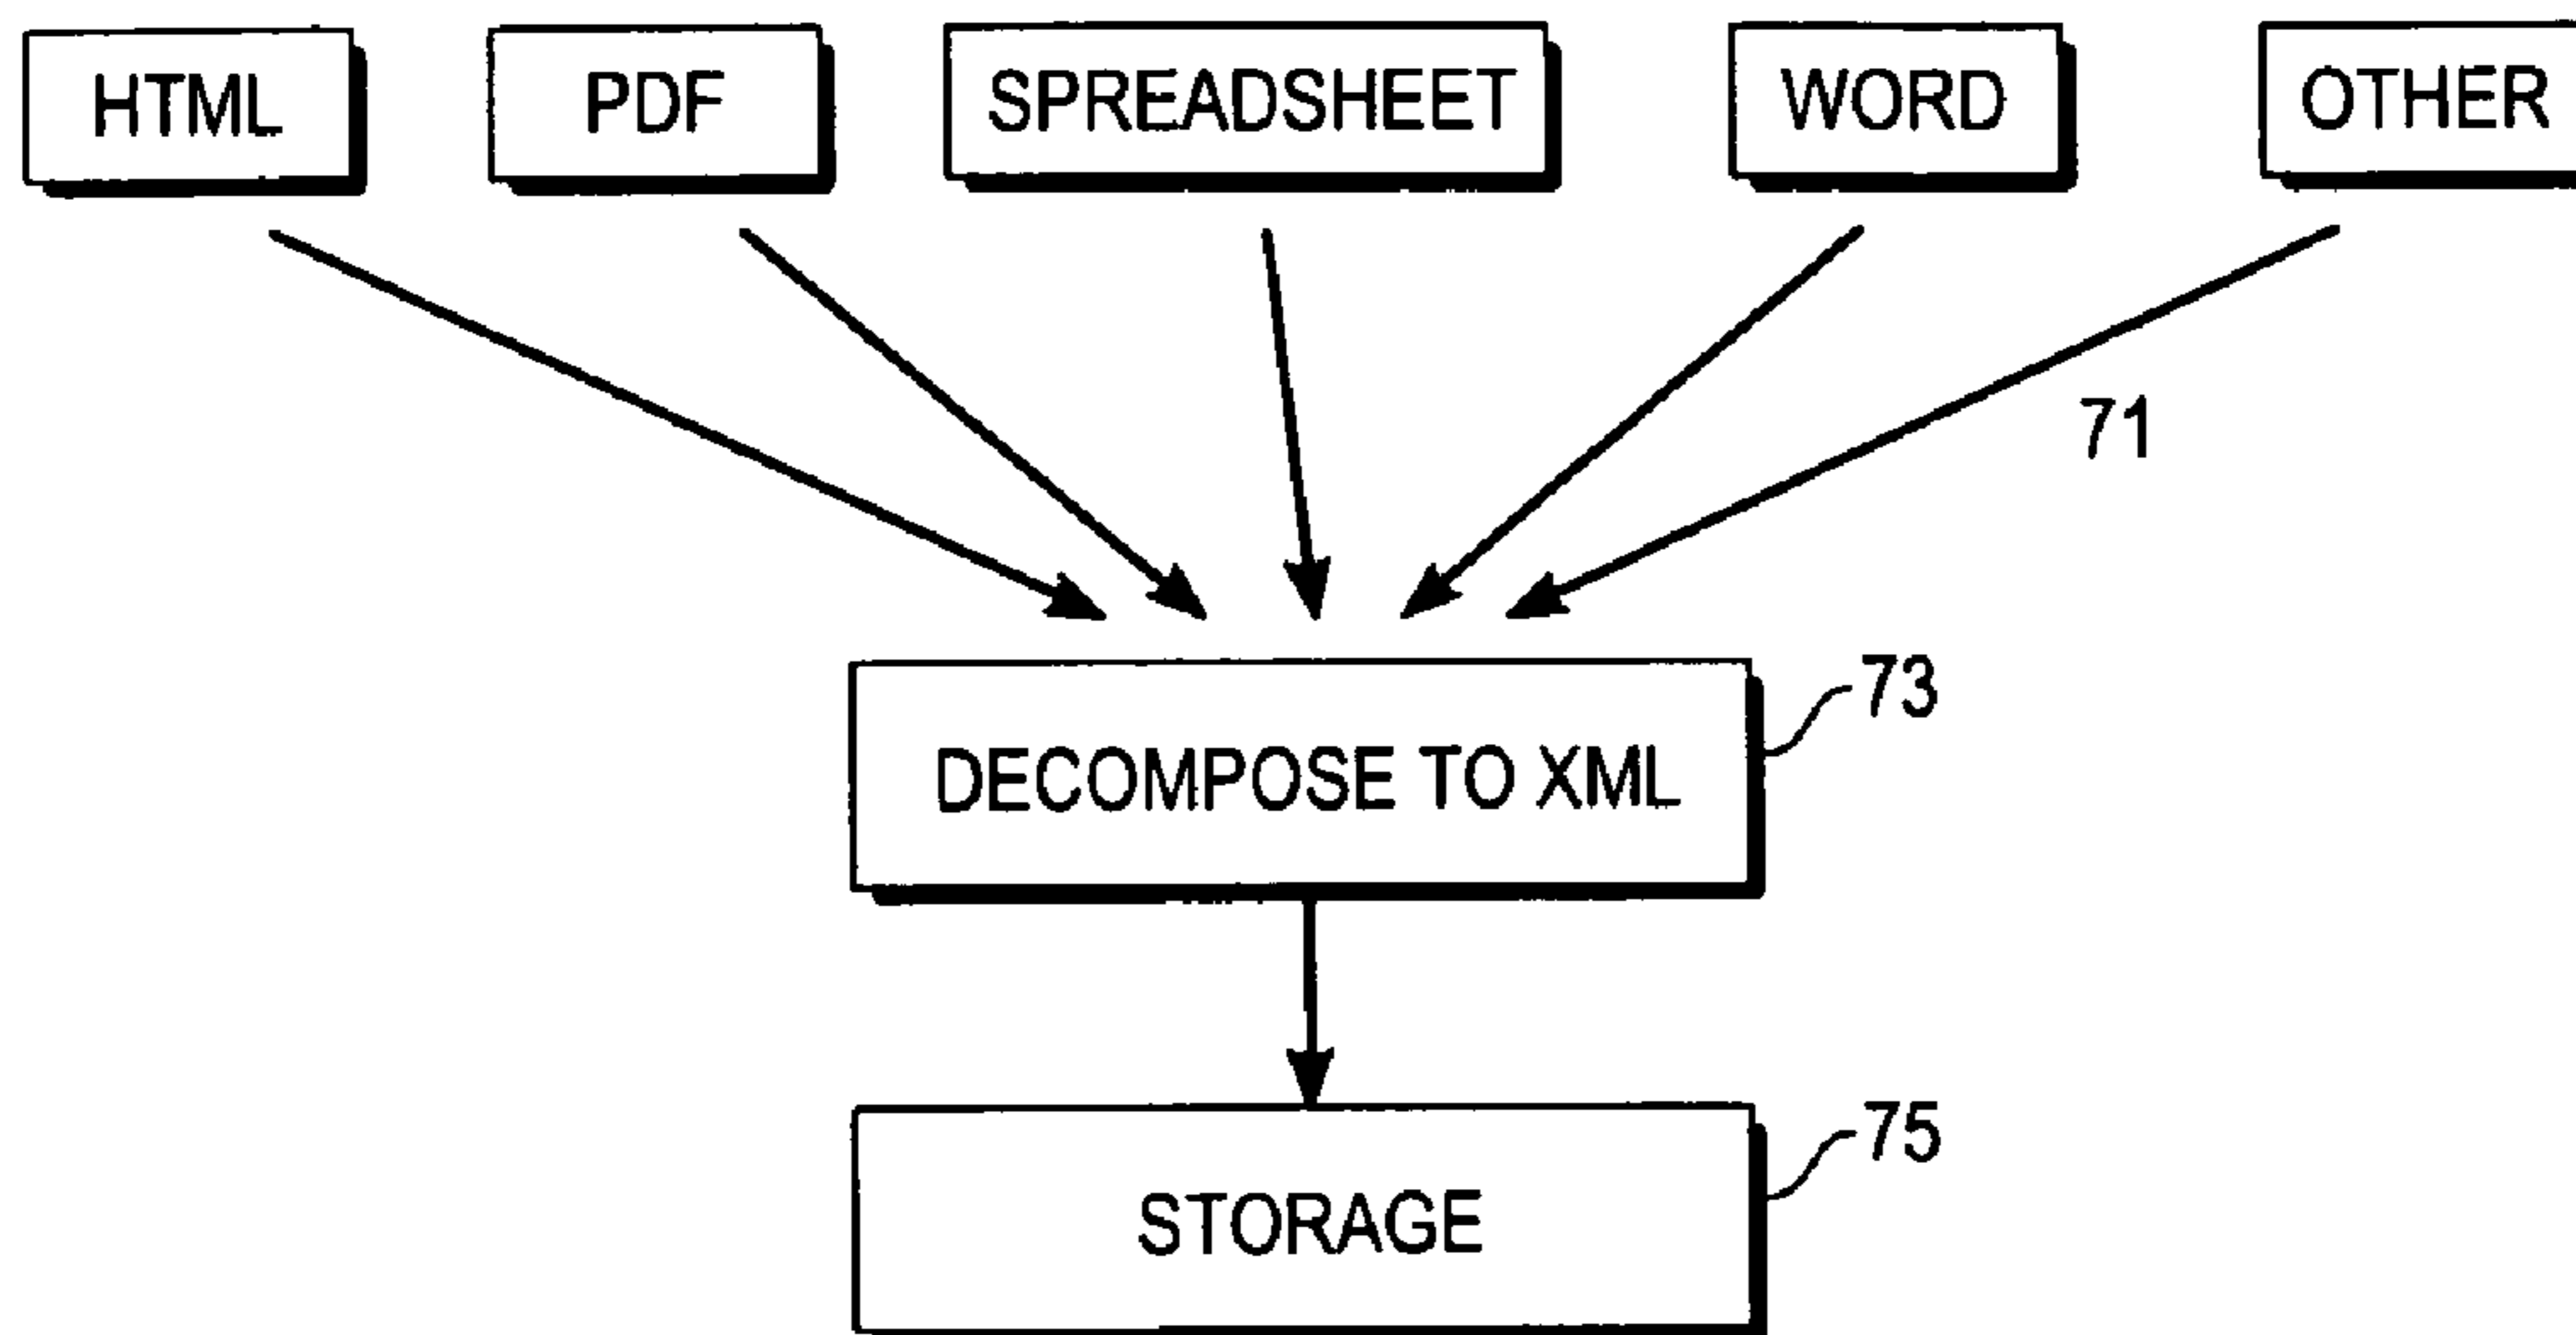 HTML
PDF
SPREADSHEET
WORD
OTHER
71
DECOMPOSE TO XML
73
STORAGE
75